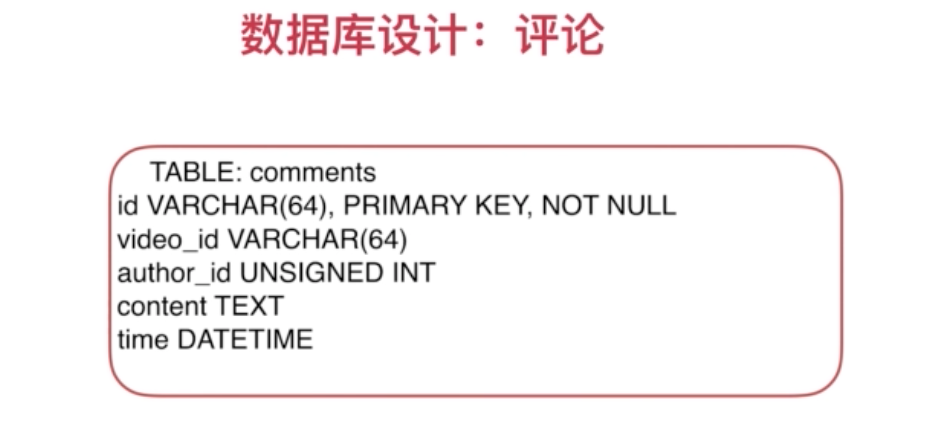 数据库设计：评论
TABLE: comments
id VARCHAR(64), PRIMARY KEY, NOT NULL
video_id VARCHAR(64)
author_id UNSIGNED INT
content TEXT
time DATETIME